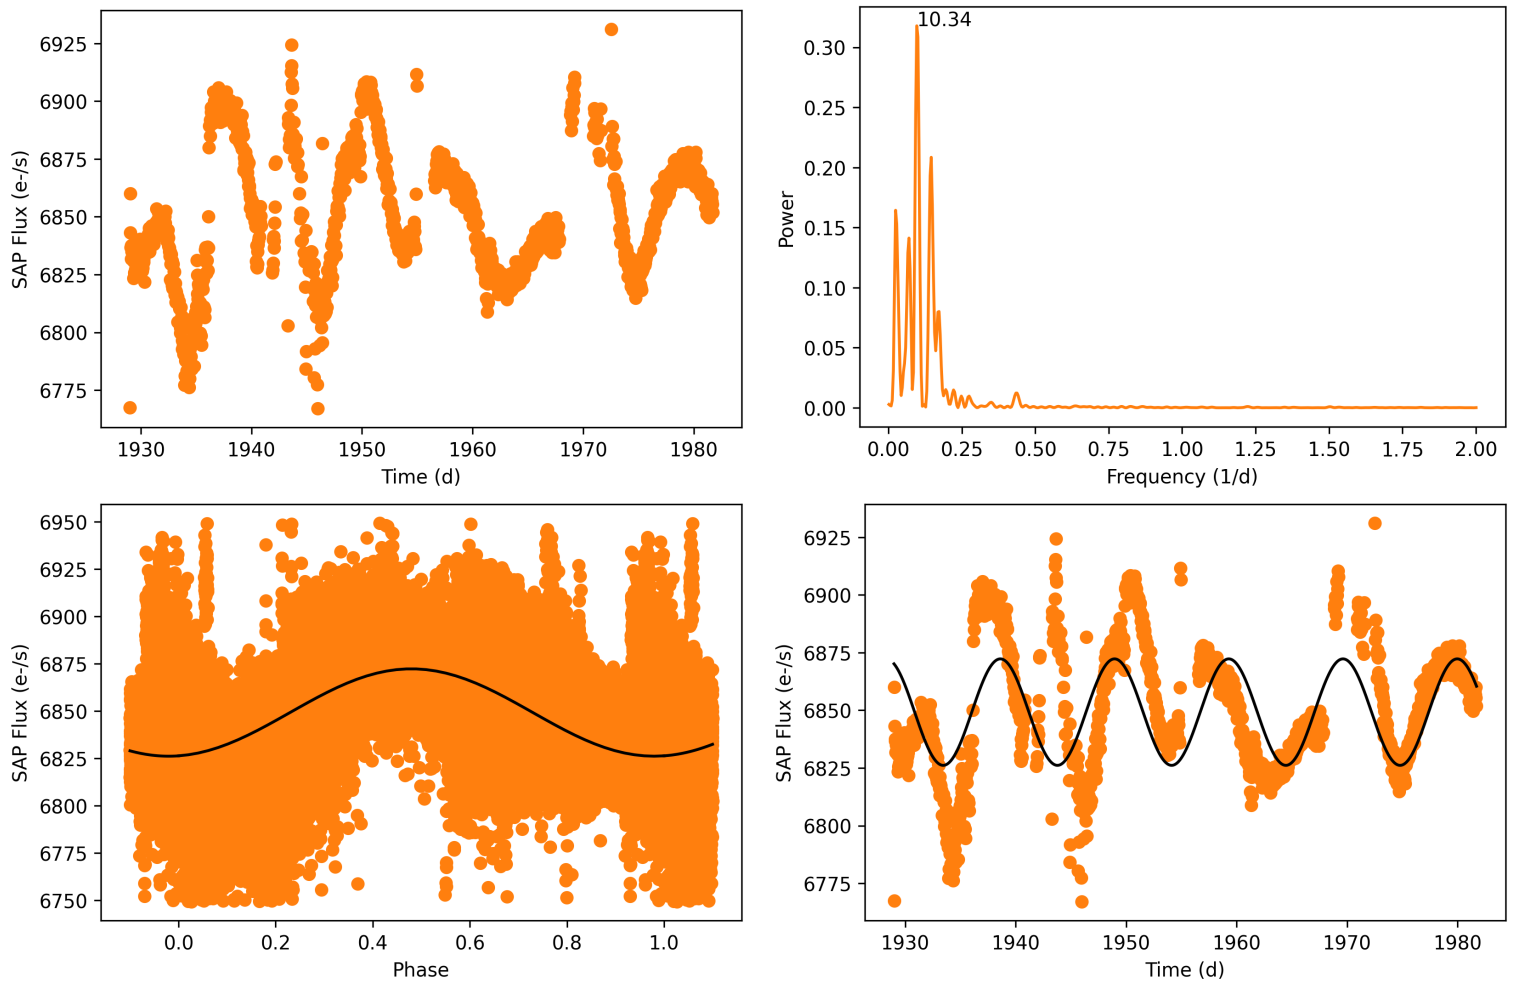 6925
6900
6875
6850
6825
6800
6775
SAP Flux (e-/s)
1930 1940 1950 1960 1970 1980
Time (d)
10.34
0.30
0.25
0.20
0.15
0.10
0.05
0.00
Power
0.00 0.25 0.50 0.75 1.00 1.25 1.50 1.75 2.00
Frequency (1/d)
6950
6925
6900
6875
6850
6825
6800
6775
6750
SAP Flux (e-/s)
0.0 0.2 0.4 0.6 0.8 1.0
Phase
6925
6900
6875
6850
6825
6800
6775
SAP Flux (e-/s)
1930 1940 1950 1960 1970 1980
Time (d)